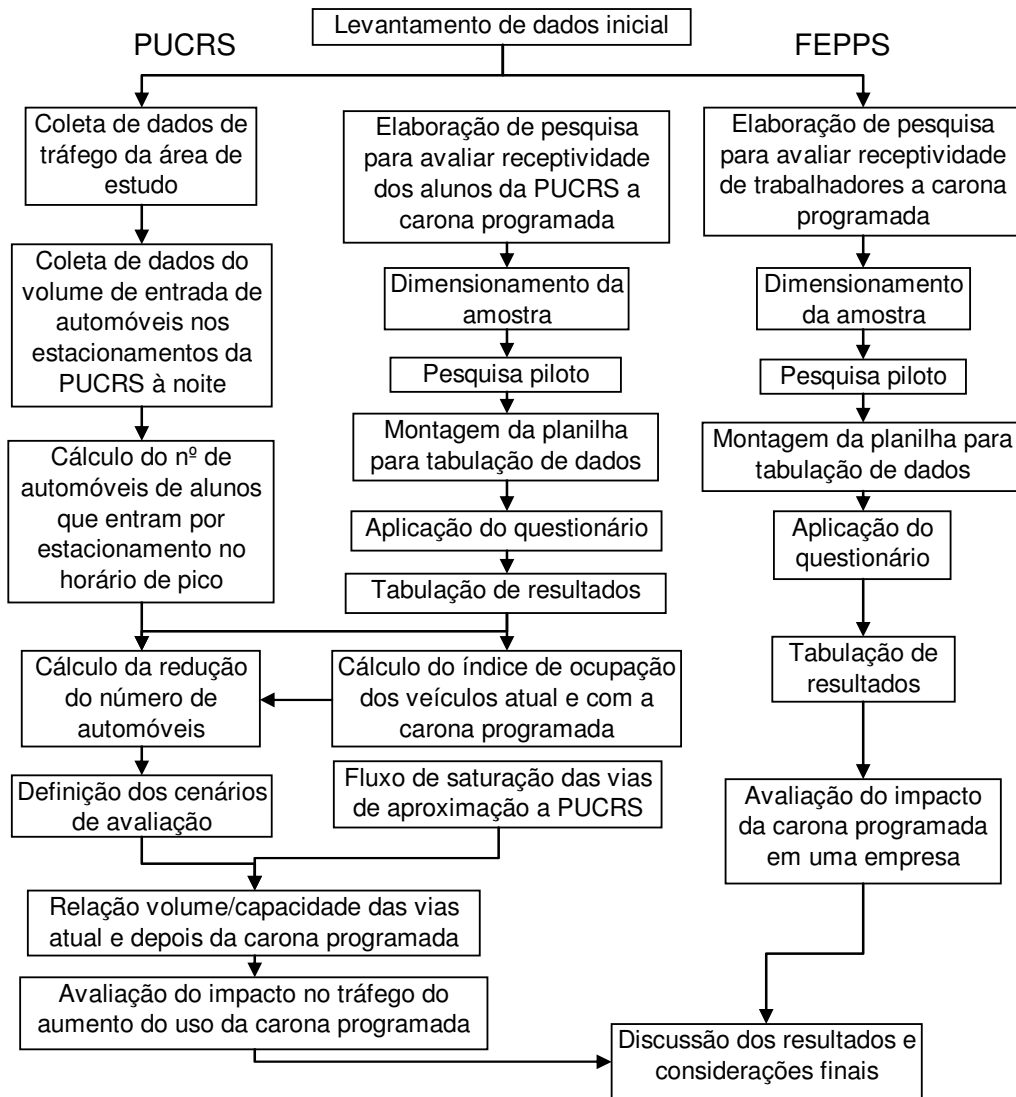 Levantamento de dados inicial
PUCRS
FEPPS
Coleta de dados de
tráfego da área de
estudo
Elaboração de pesquisa
para avaliar receptividade
dos alunos da PUCRS a
carona programada
Elaboração de pesquisa
para avaliar receptividade
de trabalhadores a carona
programada
Coleta de dados do
volume de entrada de
automóveis nos
estacionamentos da
PUCRS à noite
Dimensionamento da
amostra
Dimensionamento
da amostra
Pesquisa piloto
Pesquisa piloto
Montagem da planilha
para tabulação de dados
Montagem da planilha para
tabulação de dados
Cálculo do nº de
automóveis de alunos
que entram por
estacionamento no
horário de pico
Aplicação do questionário
Aplicação do
questionário
Tabulação de resultados
Tabulação de
resultados
Cálculo da redução
do número de
automóveis
Cálculo do índice de ocupação
dos veículos atual e com a
carona programada
Definição dos cenários
de avaliação
Fluxo de saturação das vias
de aproximação a PUCRS
Avaliação do impacto
da carona programada
em uma empresa
Relação volume/capacidade das vias
atual e depois da carona programada
Avaliação do impacto no tráfego do
aumento do uso da carona programada
Discussão dos resultados e
considerações finais